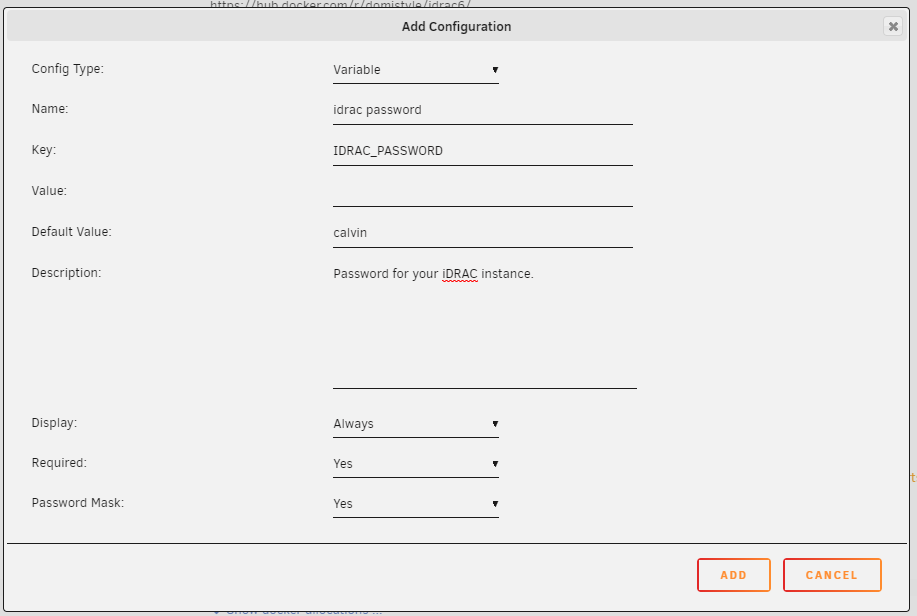 https://hub.docker.com/r/domistyle/idrac6/
Add Configuration
Config Type: Variable
Name: idrac password
Key: IDRAC_PASSWORD
Value:
Default Value: calvin
Description: Password for your iDRAC instance.
Display: Always
Required: Yes
Password Mask: Yes
ADD CANCEL
Show docker allocations ...